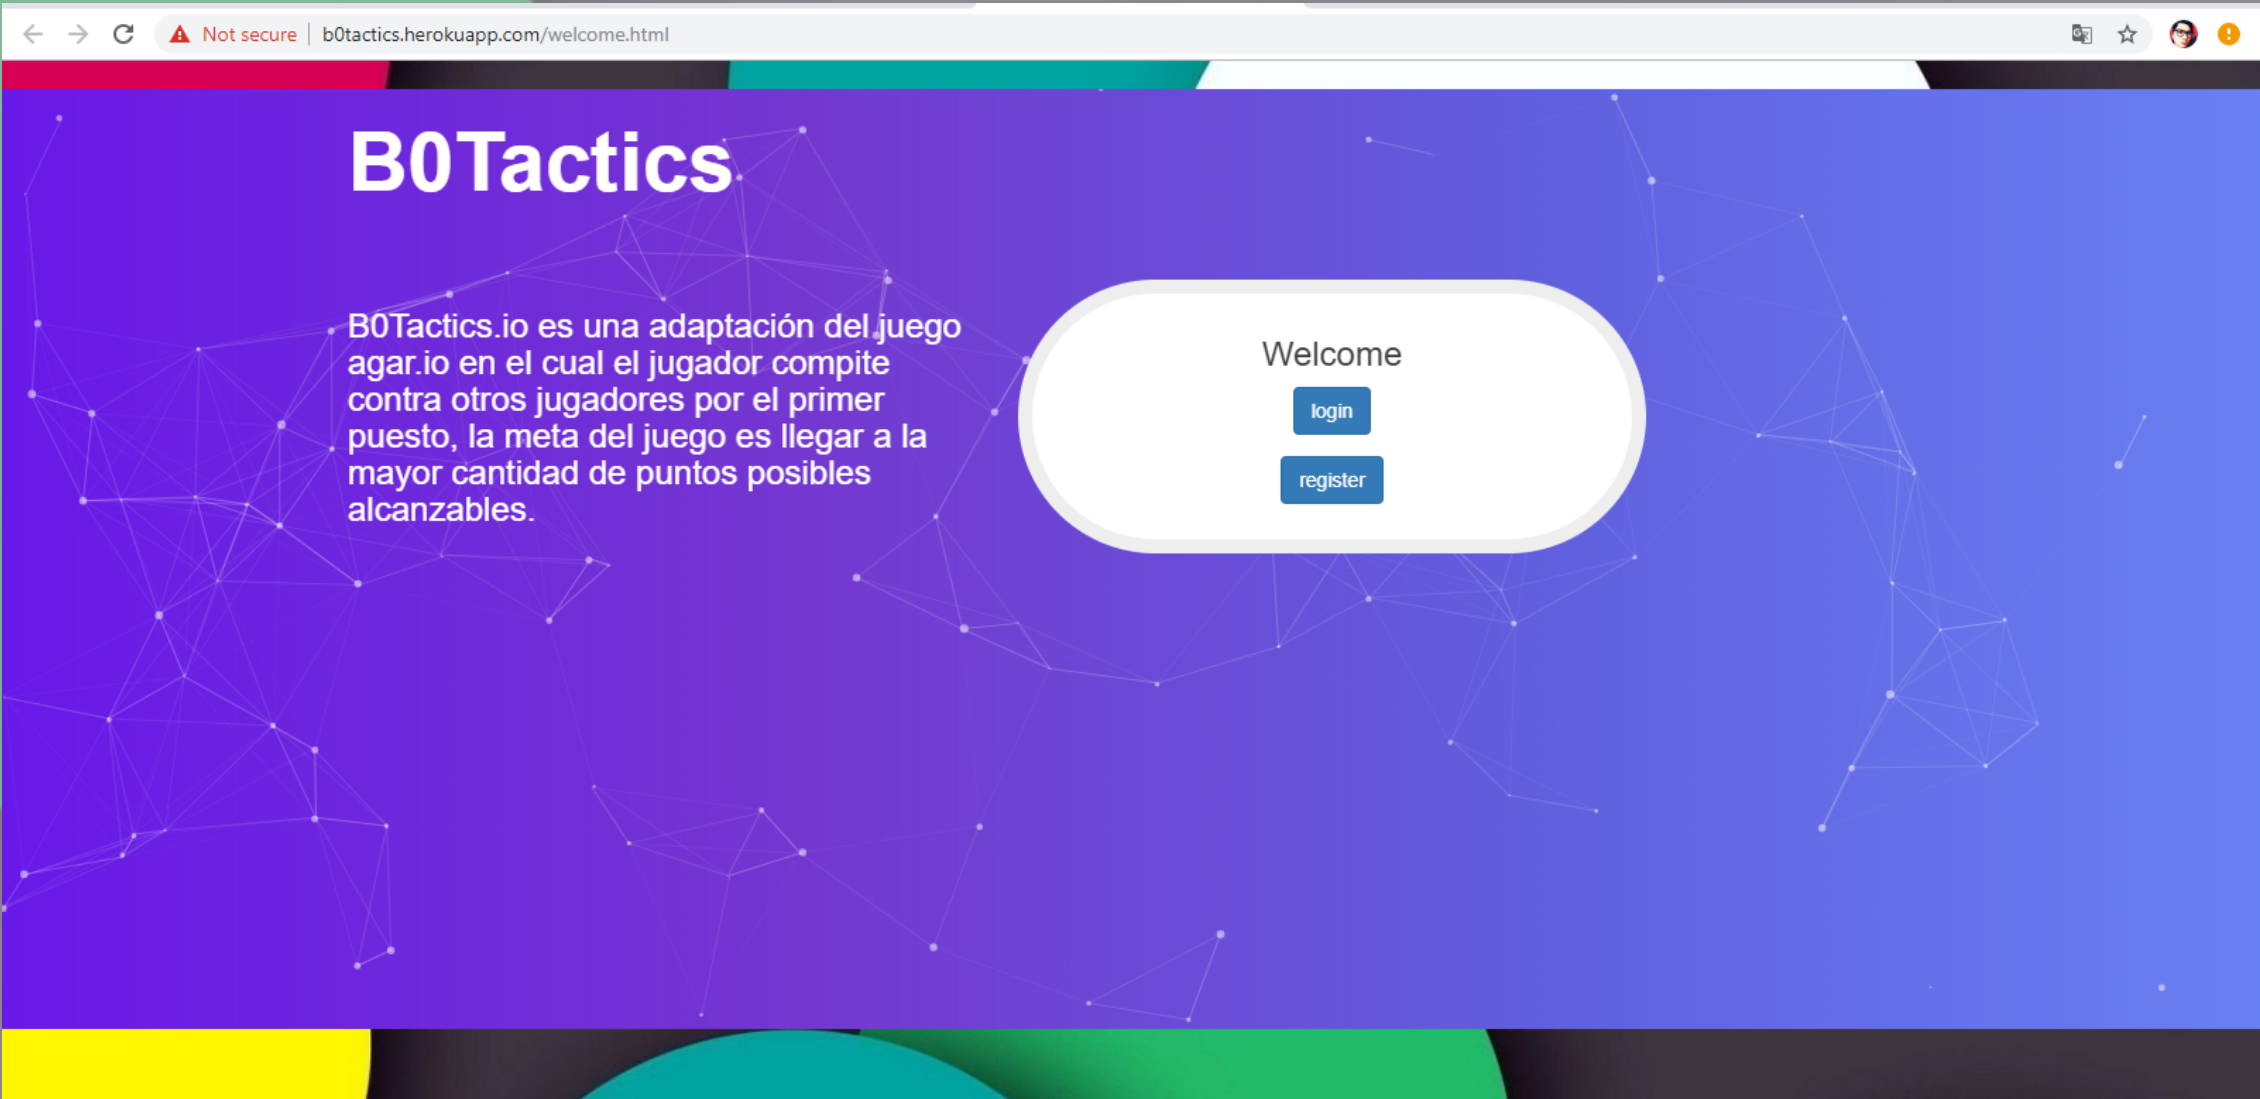 Not secure b0tactics.herokuapp.com/welcome.html
B0Tactics
B0Tactics.io es una adaptación del juego
agar.io en el cual el jugador compite
contra otros jugadores por el primer
puesto, la meta del juego es llegar a la
mayor cantidad de puntos posibles
alcanzables.
Welcome
login
register